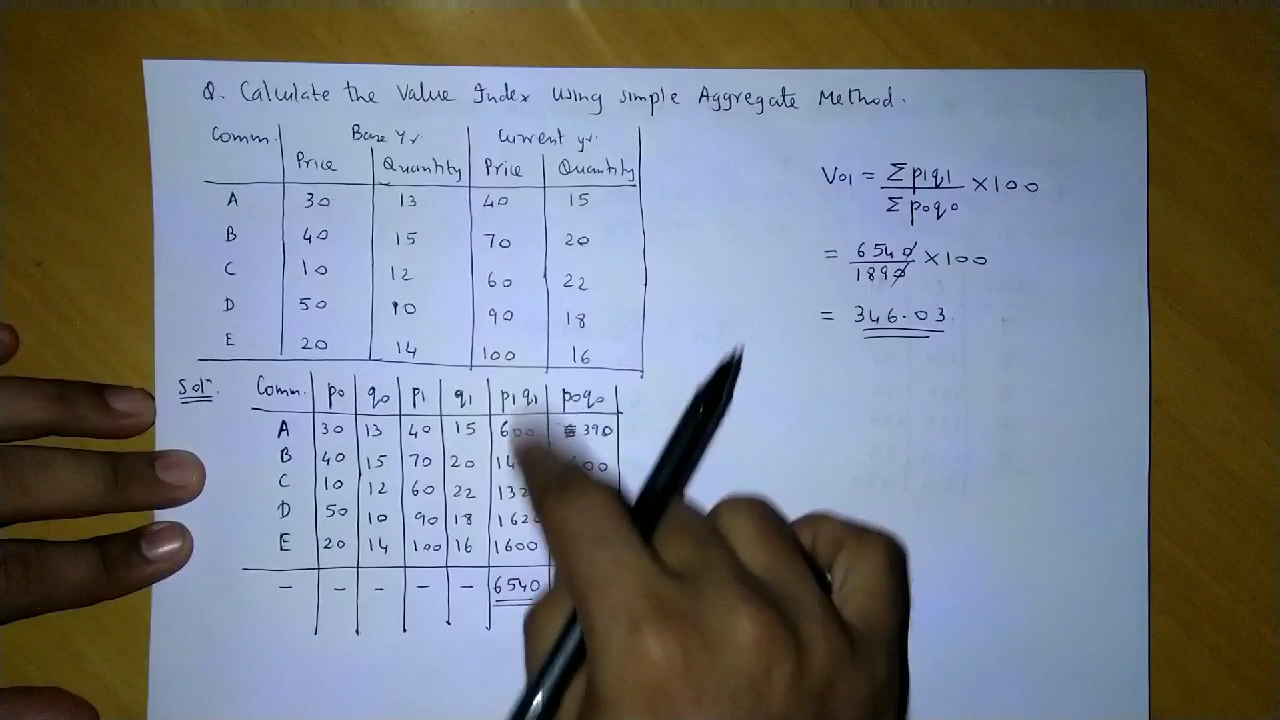 Q. Calculate the Value Index using simple Aggregate Method.
Comm. Base Yr. Current yr.
Price Quantity Price Quantity
A 30 13 40 15
B 40 15 70 20
C 10 12 60 22
D 50 10 90 18
E 20 14 100 16
V01 = Σ p1q1 / Σ p0q0 × 100
= 6540 / 1890 × 100
= 346.03
Soln.
Comm. p0 q0 p1 q1 p1q1 p0q0
A 30 13 40 15 600 390
B 40 15 70 20
C 10 12 60 22
D 50 10 90 18
E 20 14 100 16 1600
- - - - - 6540